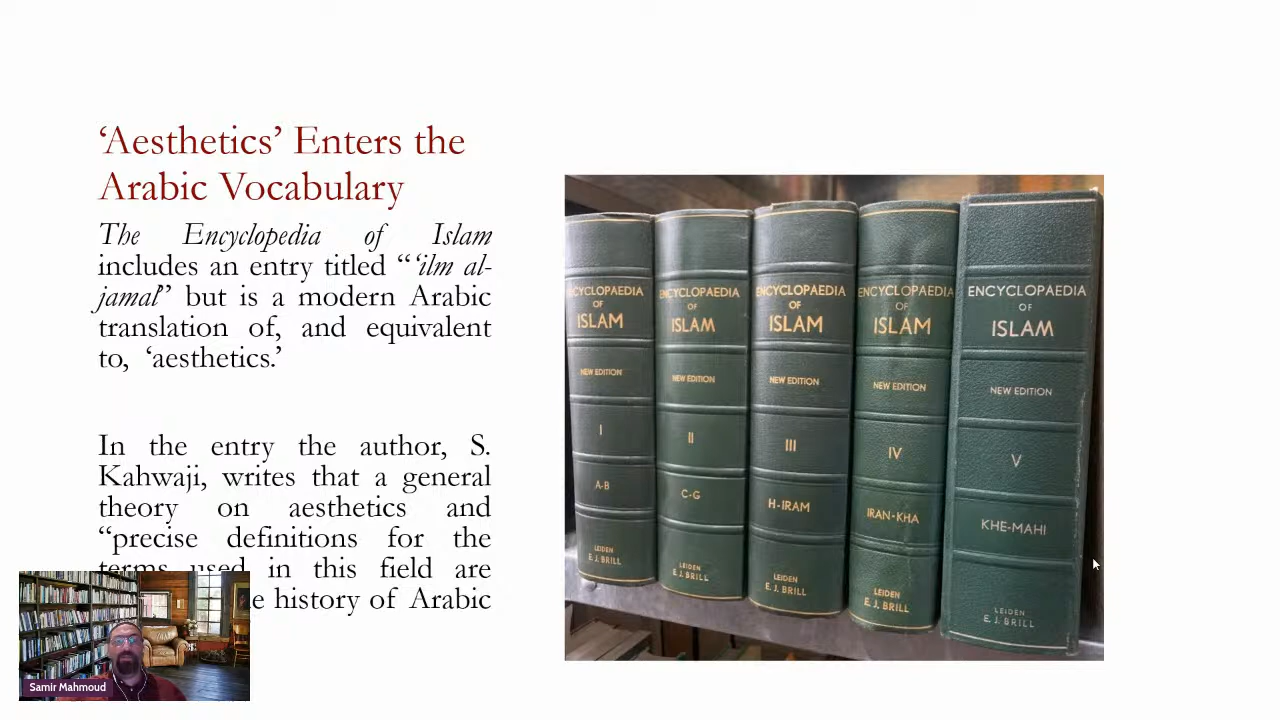 ‘Aesthetics’ Enters the
Arabic Vocabulary
The Encyclopedia of Islam
includes an entry titled “‘ilm al-
jamal” but is a modern Arabic
translation of, and equivalent
to, ‘aesthetics.’
In the entry the author, S.
Kahwaji, writes that a general
theory on aesthetics and
“precise definitions for the
terms used in this field are
history of Arabic
Samir Mahmoud
ENCYCLOPAEDIA
OF
ISLAM
NEW EDITION
I
A-B
LEIDEN
E. J. BRILL
ENCYCLOPAEDIA
OF
ISLAM
NEW EDITION
II
C-G
LEIDEN
E. J. BRILL
ENCYCLOPAEDIA
OF
ISLAM
NEW EDITION
III
H-IRAM
LEIDEN
E. J. BRILL
ENCYCLOPAEDIA
OF
ISLAM
NEW EDITION
IV
IRAN-KHA
LEIDEN
E. J. BRILL
ENCYCLOPAEDIA
OF
ISLAM
NEW EDITION
V
KHE-MAHI
LEIDEN
E. J. BRILL